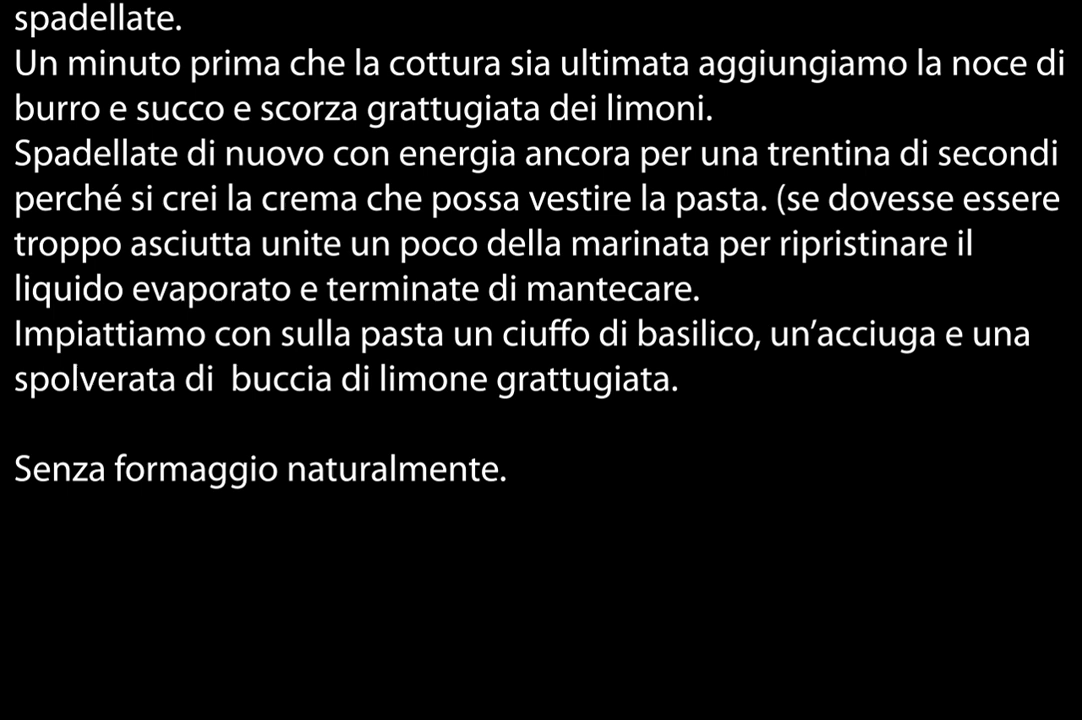 spadellate.
Un minuto prima che la cottura sia ultimata aggiungiamo la noce di
burro e succo e scorza grattugiata dei limoni.
Spadellate di nuovo con energia ancora per una trentina di secondi
perché si crei la crema che possa vestire la pasta. (se dovesse essere
troppo asciutta unite un poco della marinata per ripristinare il
liquido evaporato e terminate di mantecare.
Impiattiamo con sulla pasta un ciuffo di basilico, un’acciuga e una
spolverata di  buccia di limone grattugiata.

Senza formaggio naturalmente.